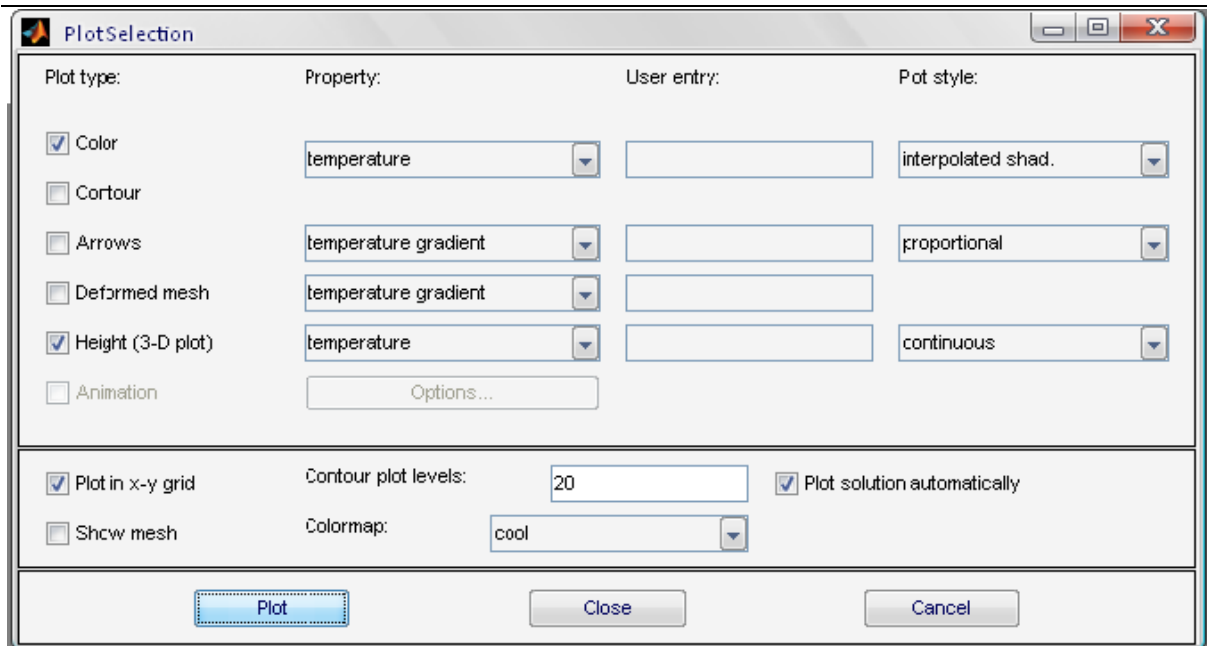 PlotSelection
Plot type: Property: User entry: Pot style:
Color temperature interpolated shad.
Cortour
Arrows temperature gradient proportional
Deformed mesh temperature gradient
Height (3-D plot) temperature continuous
Animation Options...
Plot in x-y grid Contour plot levels: 20 Plot solution automatically
Show mesh Colormap: cool
Plot Close Cancel